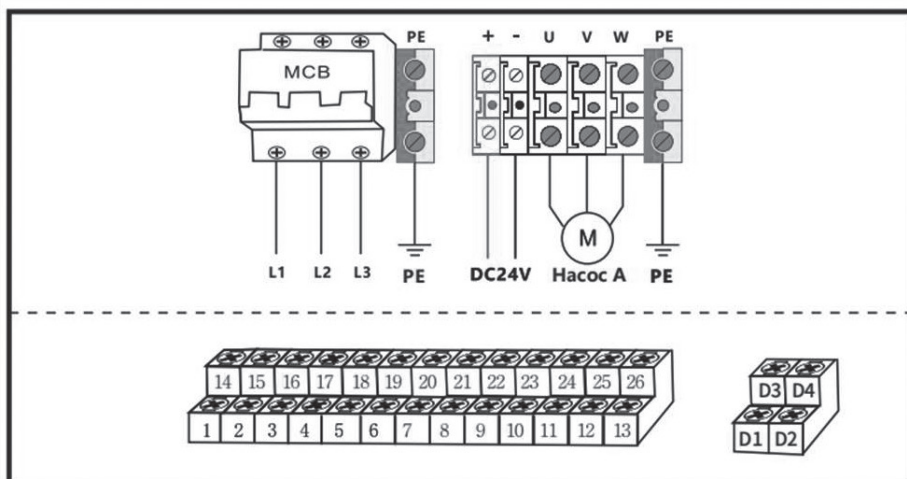 PE + - U V W PE
MCB
M
L1 L2 L3 PE DC24V Насос А PE
14 15 16 17 18 19 20 21 22 23 24 25 26
D3 D4
1 2 3 4 5 6 7 8 9 10 11 12 13
D1 D2